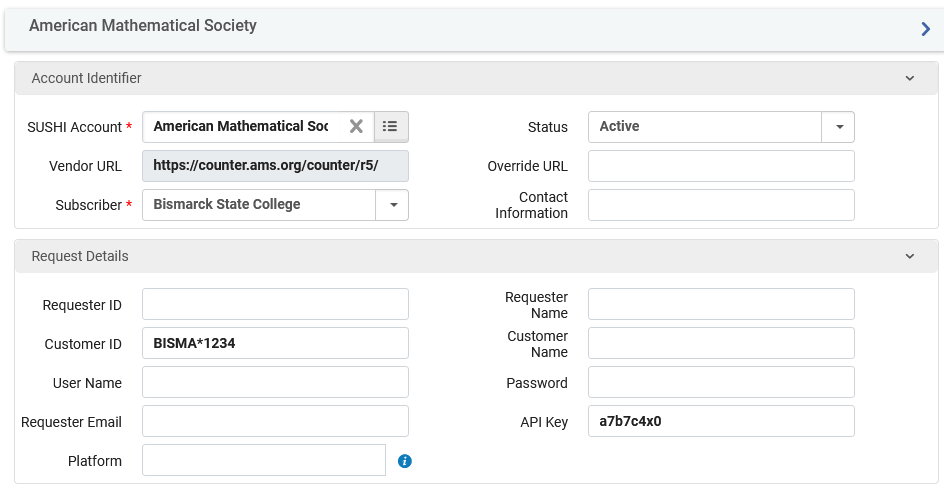 American Mathematical Society
Account Identifier
SUSHI Account * American Mathematical Soc
Status Active
Vendor URL https://counter.ams.org/counter/r5/
Override URL
Subscriber * Bismarck State College
Contact
Information
Request Details
Requester ID
Requester
Name
Customer ID BISMA*1234
Customer
Name
User Name
Password
Requester Email
API Key a7b7c4x0
Platform